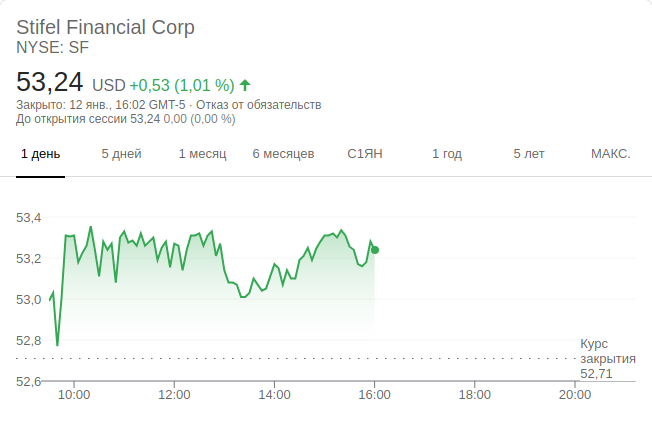 Stifel Financial Corp
NYSE: SF
53,24 USD +0,53 (1,01 %)
Закрыто: 12 янв., 16:02 GMT-5 · Отказ от обязательств
До открытия сессии 53,24 0,00 (0,00 %)
1 день 5 дней 1 месяц 6 месяцев С1ЯН 1 год 5 лет МАКС.
53,4
53,2
53,0
52,8
Курс
закрытия
52,71
52,6
10:00 12:00 14:00 16:00 18:00 20:00